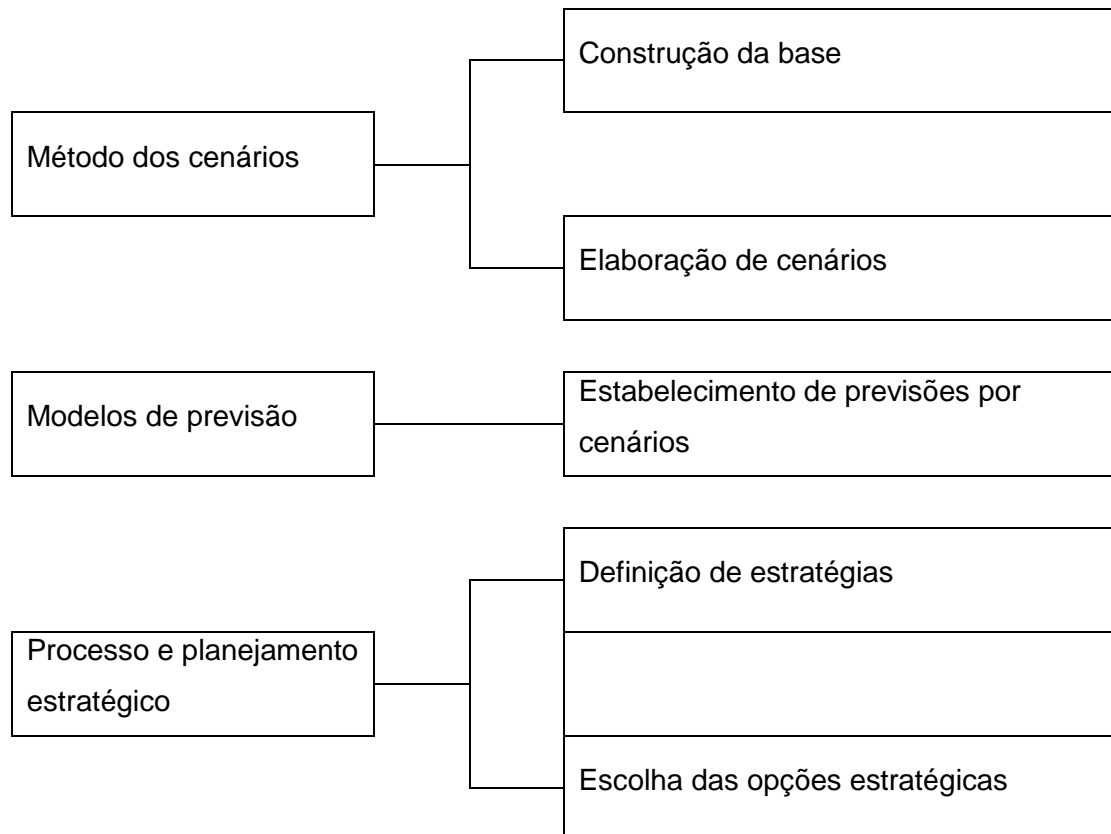 Construção da base
Método dos cenários
Elaboração de cenários
Modelos de previsão
Estabelecimento de previsões por
cenários
Definição de estratégias
Processo e planejamento
estratégico
Escolha das opções estratégicas